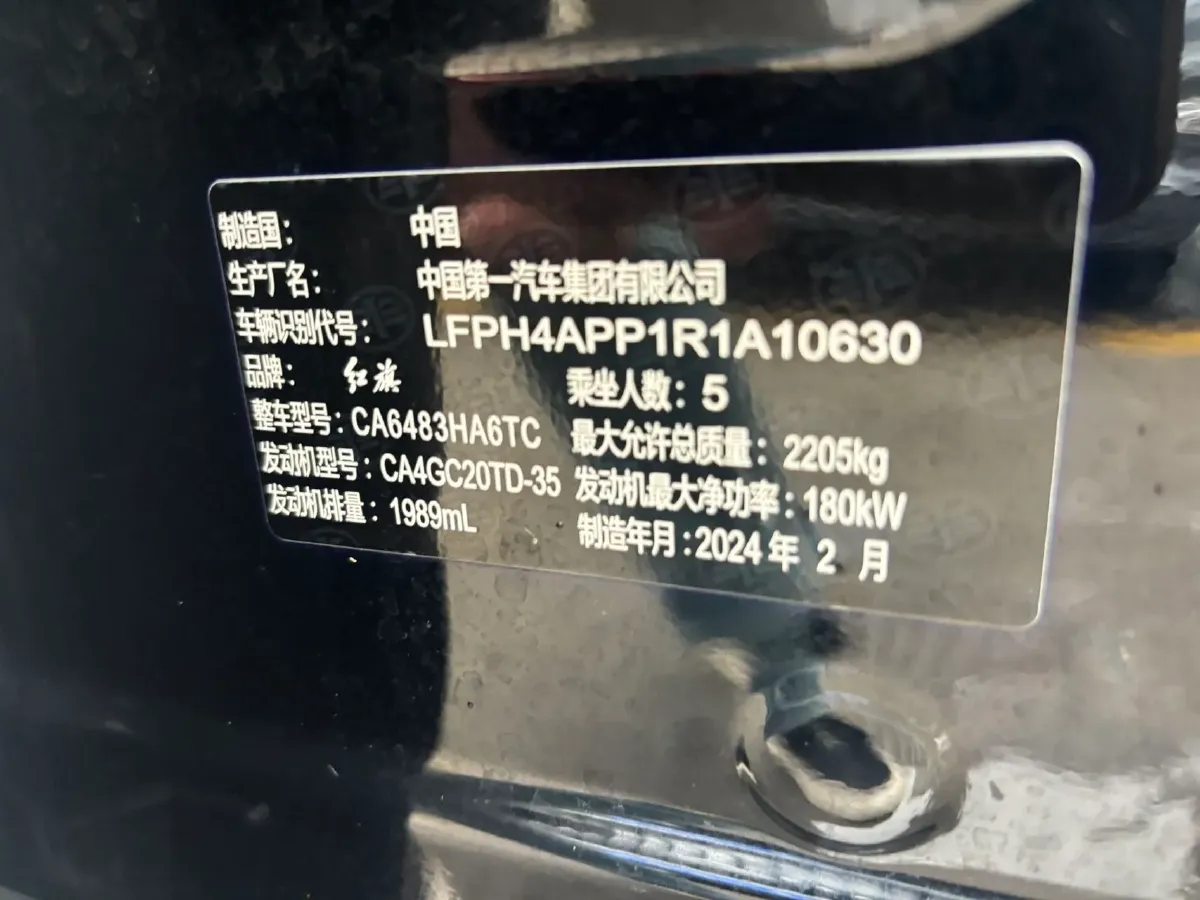 制造国： 中国
生产厂名： 中国第一汽车集团有限公司
车辆识别代号： LFPH4APP1R1A10630
品牌： 红旗 乘坐人数：5
整车型号：CA6483HA6TC 最大允许总质量：2205kg
发动机型号：CA4GC20TD-35 发动机最大净功率：180kW
发动机排量：1989mL 制造年月：2024 年 2 月